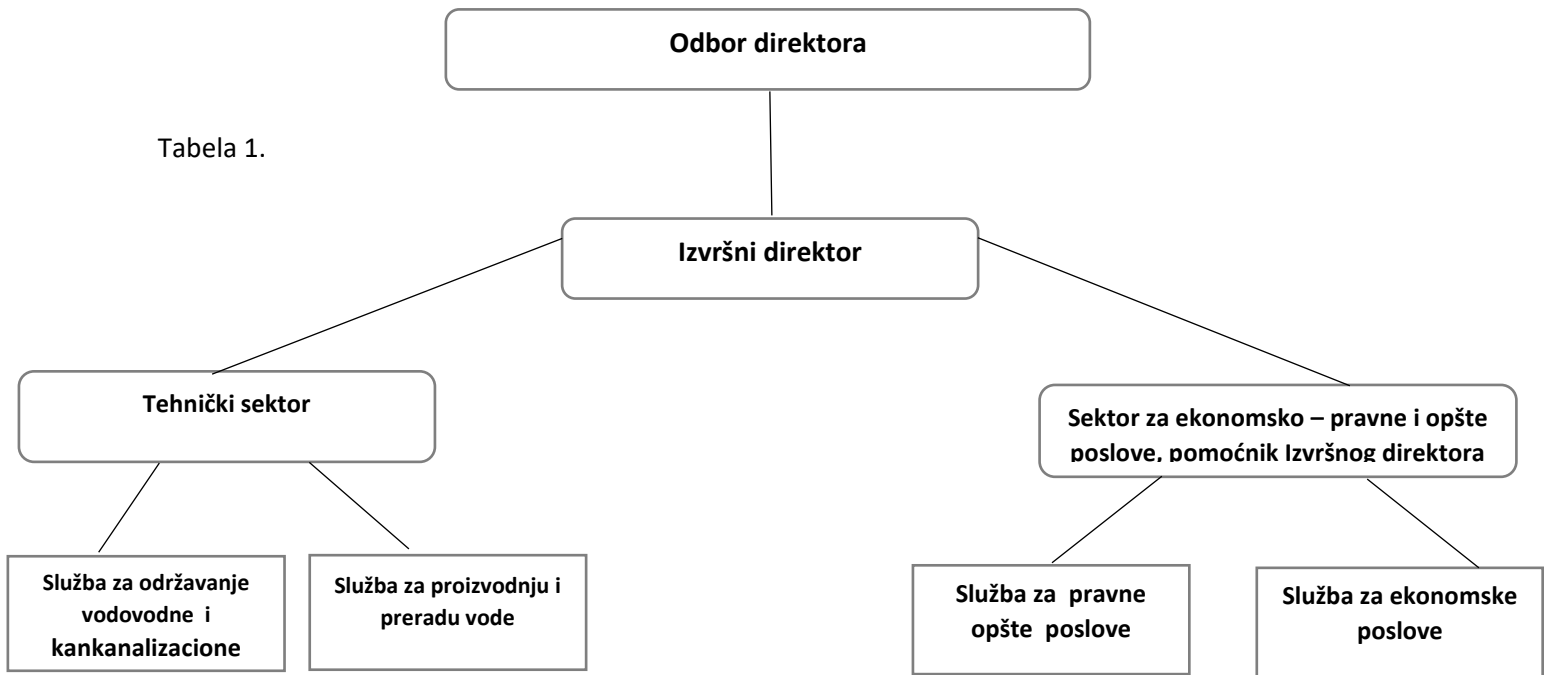 Odbor direktora
Tabela 1.
Izvršni direktor
Tehnički sektor
Sektor za ekonomsko – pravne i opšte
poslove, pomoćnik Izvršnog direktora
Služba za održavanje
vodovodne i
kankanalizacione
Služba za proizvodnju i
preradu vode
Služba za pravne
opšte poslove
Služba za ekonomske
poslove